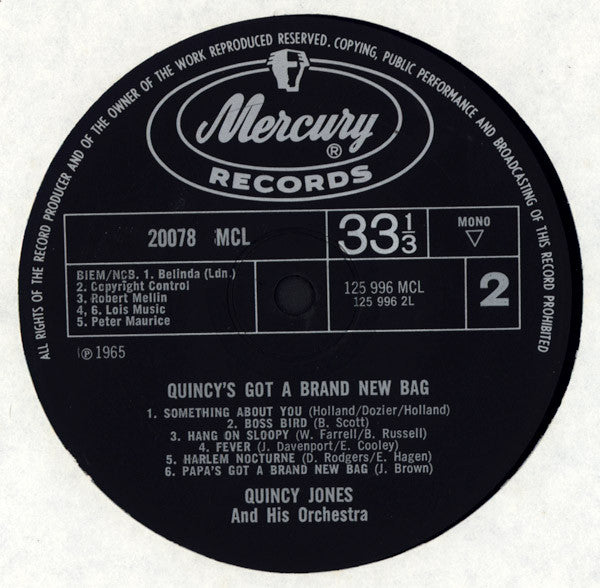 ALL RIGHTS OF THE RECORD PRODUCER AND OF THE OWNER OF THE WORK REPRODUCED RESERVED. COPYING, PUBLIC PERFORMANCE AND BROADCASTING OF THIS RECORD PROHIBITED
Mercury
®
RECORDS
20078 MCL
33 1/3
MONO
▽
BIEM/NCB. 1. Belinda (Ldn.)
2. Copyright Control
3. Robert Mellin
4, 6. Lois Music
5. Peter Maurice
125 996 MCL
125 996 2L
2
℗ 1965
QUINCY'S GOT A BRAND NEW BAG
1. SOMETHING ABOUT YOU (Holland/Dozier/Holland)
2. BOSS BIRD (B. Scott)
3. HANG ON SLOOPY (W. Farrell/B. Russell)
4. FEVER (J. Davenport/E. Cooley)
5. HARLEM NOCTURNE (D. Rodgers/E. Hagen)
6. PAPA'S GOT A BRAND NEW BAG (J. Brown)
QUINCY JONES
And His Orchestra